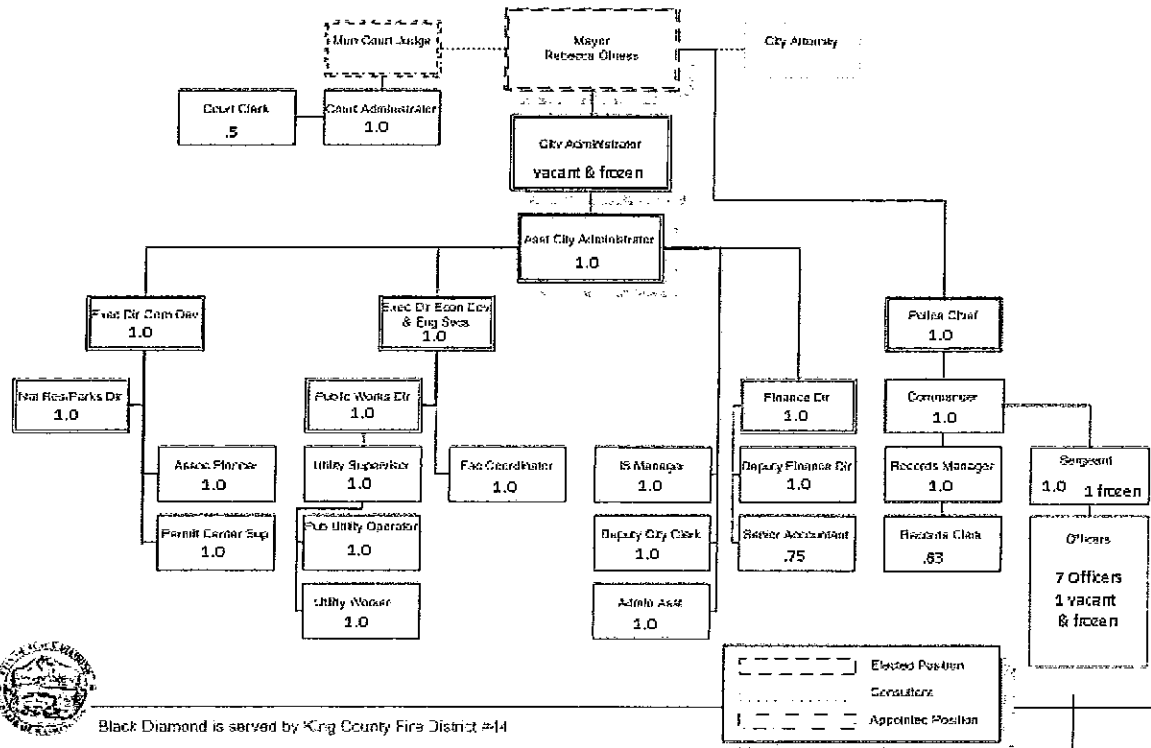 Mun Court Judge
Mayor
Rebecca Olness
City Attorney
Court Clerk
.5
Court Administrator
1.0
City Administrator
vacant & frozen
Asst City Administrator
1.0
Exec Dir Com Dev
1.0
Exec Dir Econ Dev
& Eng Svcs
1.0
Police Chief
1.0
Nat Res/Parks Dir
1.0
Public Works Dir
1.0
Finance Dir
1.0
Commander
1.0
Assoc Planner
1.0
Utility Supervisor
1.0
Fac Coordinator
1.0
IS Manager
1.0
Deputy Finance Dir
1.0
Records Manager
1.0
Sergeant
1.0 1 frozen
Permit Center Sup
1.0
Pub Utility Operator
1.0
Deputy City Clerk
1.0
Senior Accountant
.75
Records Clerk
.63
Officers
7 Officers
1 vacant
& frozen
Utility Worker
1.0
Admin Asst
1.0
Elected Position
Consultant
Appointed Position
Black Diamond is served by King County Fire District #44